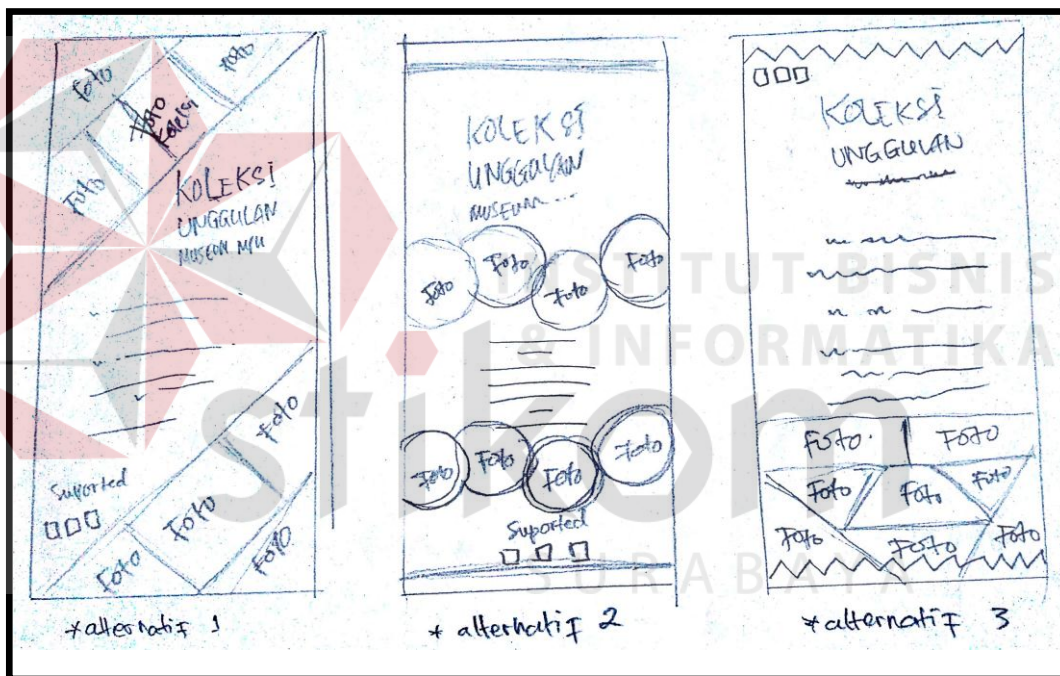 Foto
Foto
Foto
Koleksi
Foto
KOLEKSI
UNGGULAN
MUSEUM MPU
Foto
Foto
Foto
Foto
Suported
* alternatif 1
KOLEKSI
UNGGULAN
MUSEUM ...
Foto
Foto
Foto
Foto
Foto
Foto
Foto
Foto
Suported
* alternatif 2
KOLEKSI
UNGGULAN
Foto
Foto
Foto
Foto
Foto
Foto
Foto
Foto
* alternatif 3
INSTITUT BISNIS
& INFORMATIKA
stikom
SURABAYA